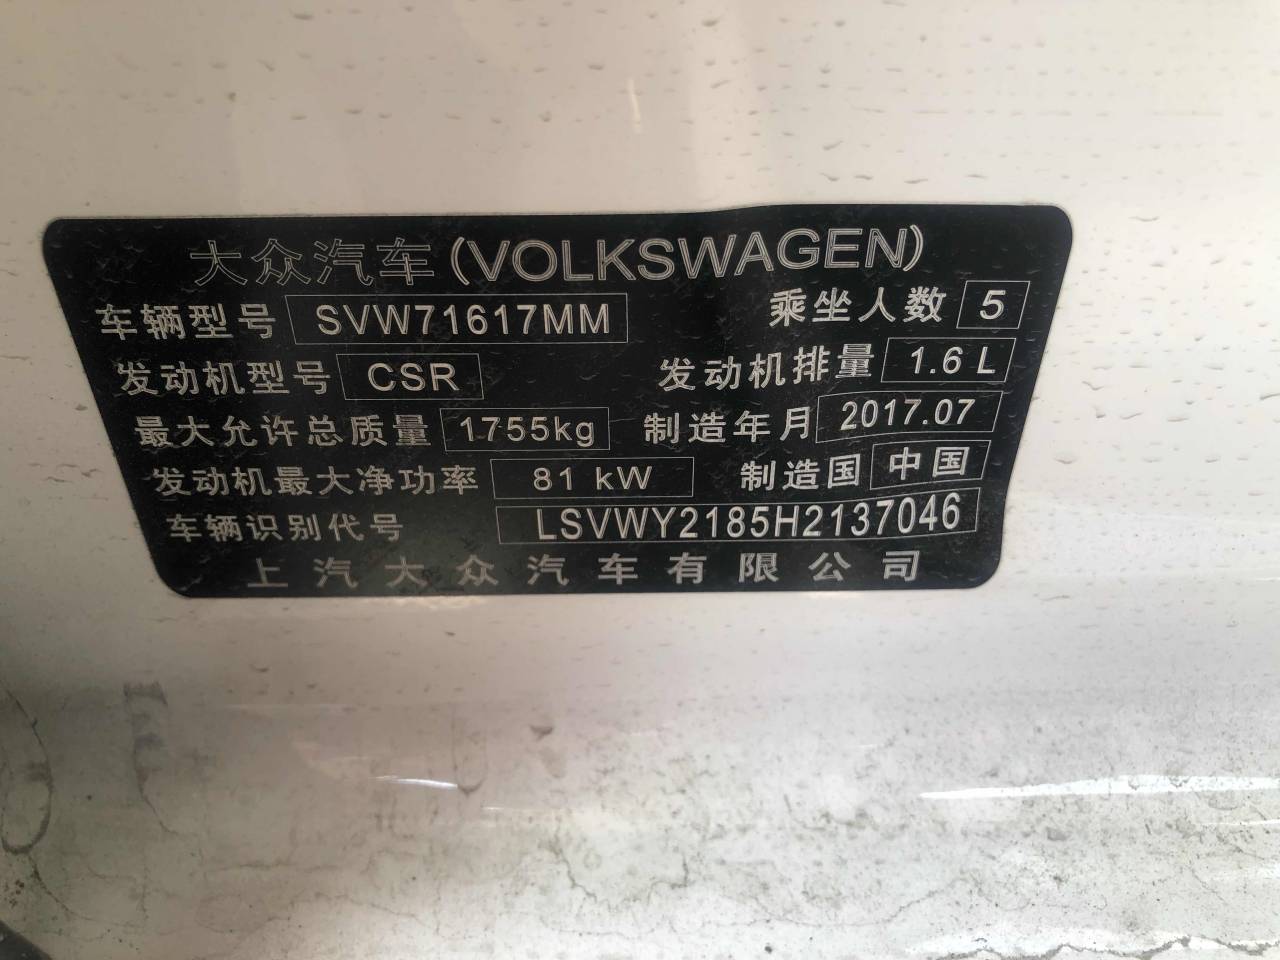 大众汽车(VOLKSWAGEN)
车辆型号 SVW71617MM 乘坐人数 5
发动机型号 CSR 发动机排量 1.6 L
最大允许总质量 1755kg 制造年月 2017.07
发动机最大净功率 81 kW 制造国 中国
车辆识别代号 LSVWY2185H2137046
上汽大众汽车有限公司